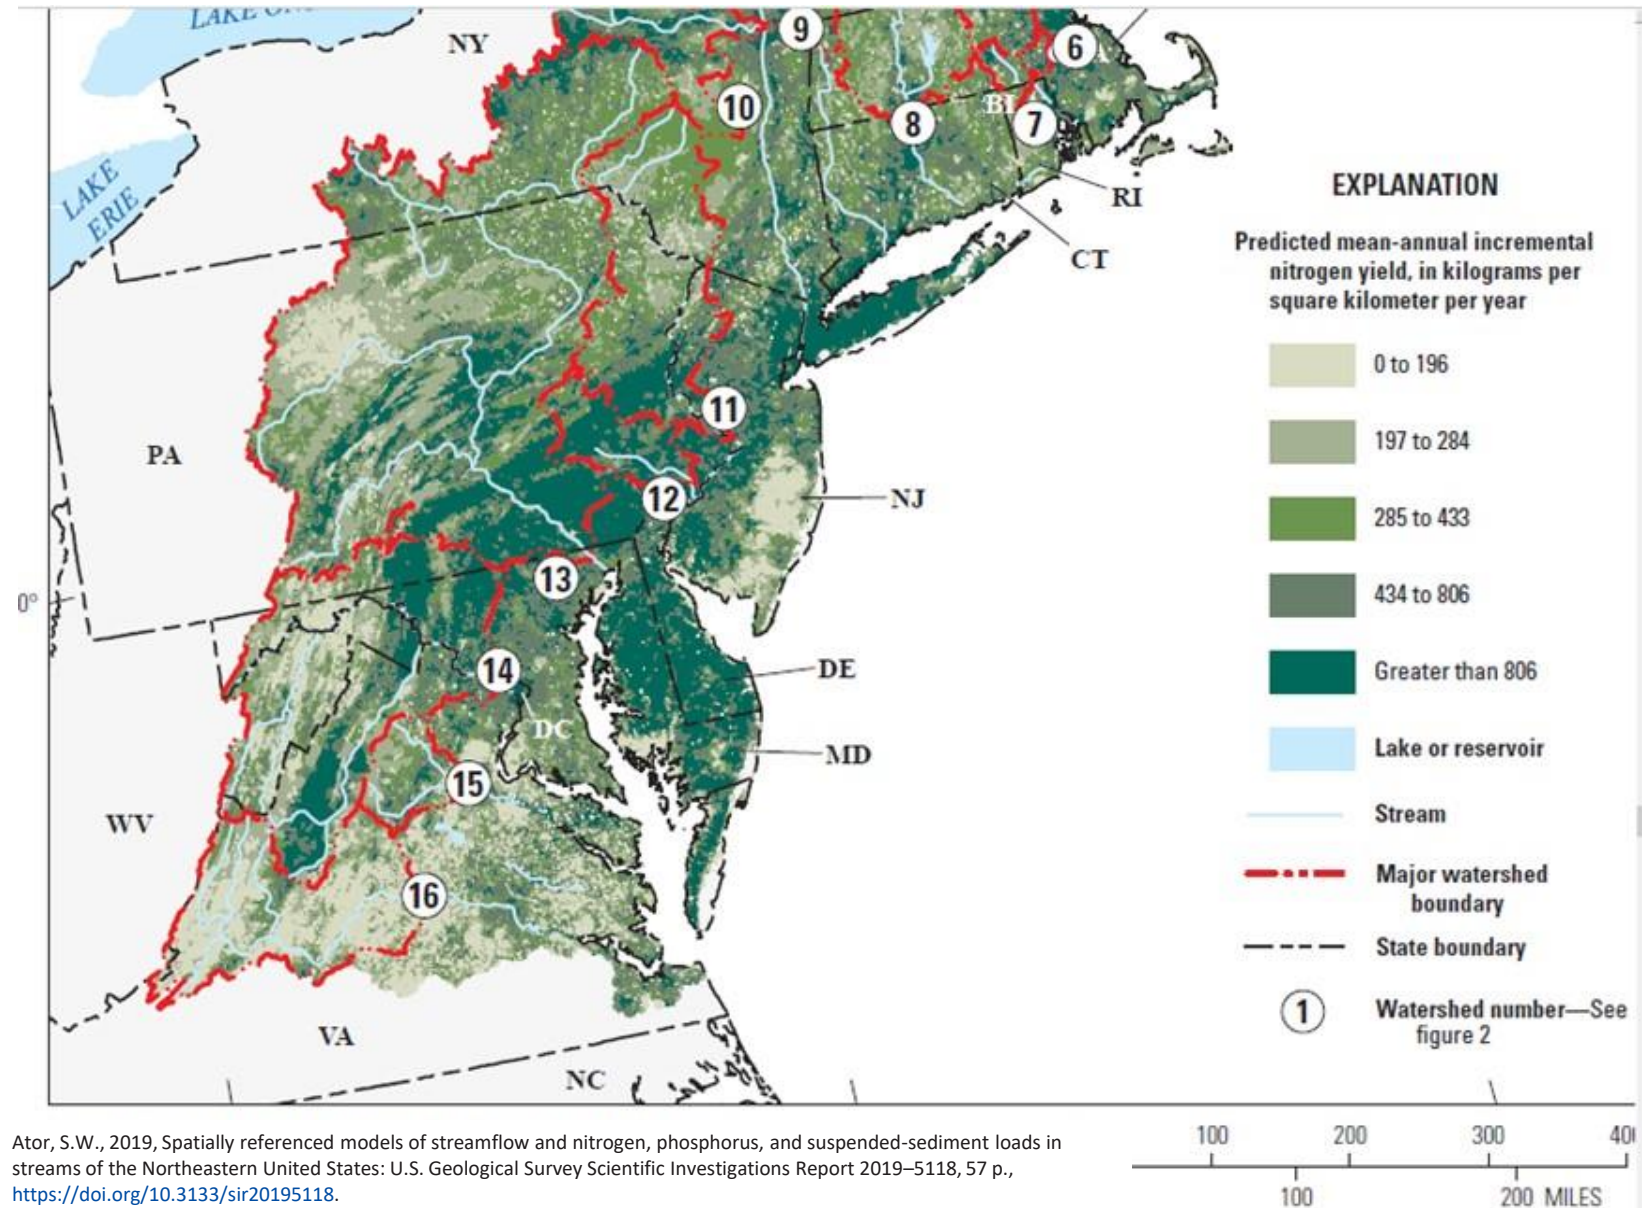 NY
9
6
10
BI
8
7
LAKE
ERIE
RI
CT
EXPLANATION
Predicted mean-annual incremental
nitrogen yield, in kilograms per
square kilometer per year
0 to 196
197 to 284
285 to 433
434 to 806
Greater than 806
Lake or reservoir
Stream
Major watershed
boundary
State boundary
1 Watershed number—See
figure 2
11
PA
12
NJ
13
0°
14
DE
DC
MD
15
WV
16
VA
NC
Ator, S.W., 2019, Spatially referenced models of streamflow and nitrogen, phosphorus, and suspended-sediment loads in
streams of the Northeastern United States: U.S. Geological Survey Scientific Investigations Report 2019–5118, 57 p.,
https://doi.org/10.3133/sir20195118.
100 200 300
100 200 MILES